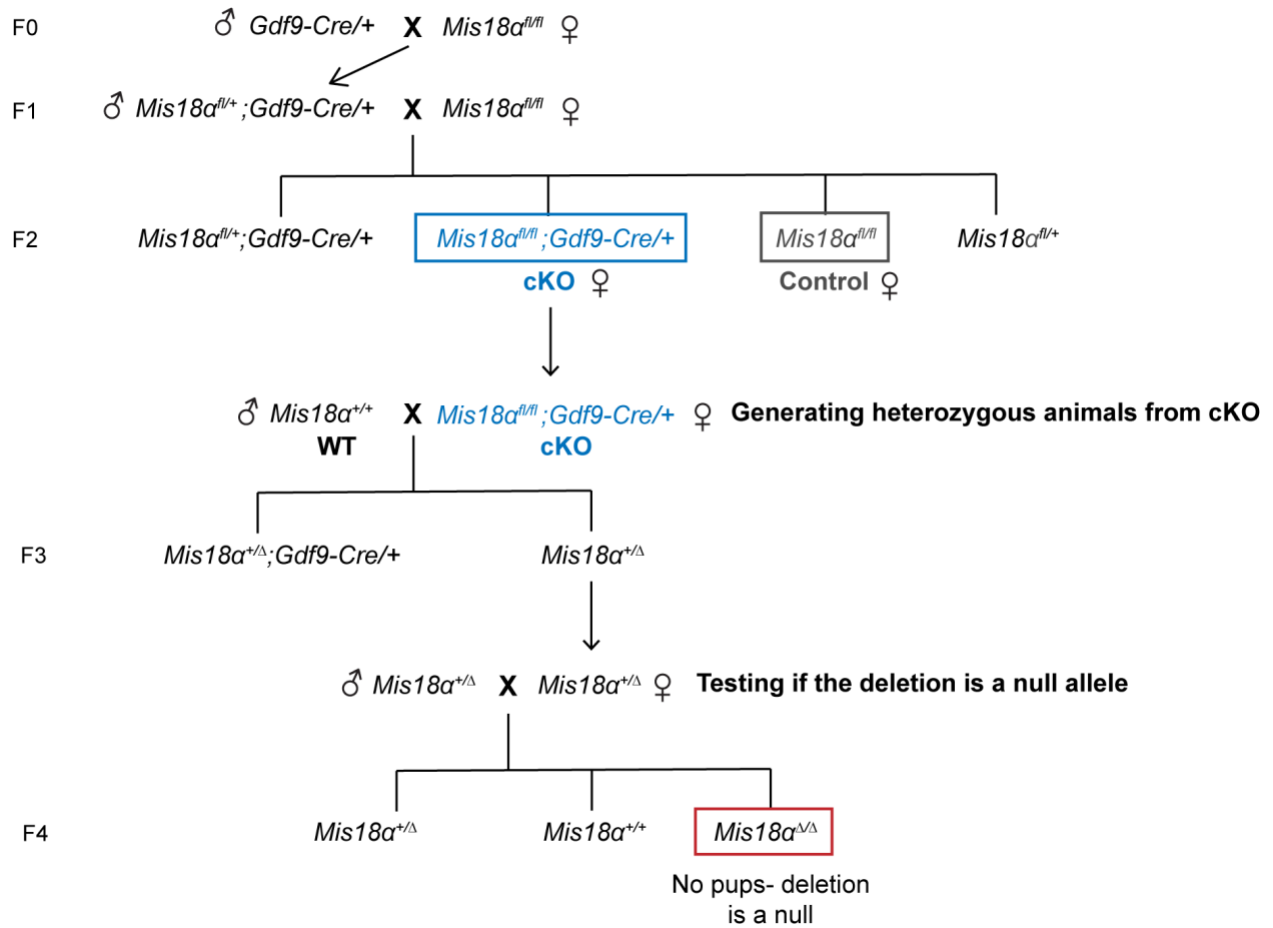 F0 ♂ Gdf9-Cre/+ X Mis18α^fl/fl ♀
F1 ♂ Mis18α^fl/+;Gdf9-Cre/+ X Mis18α^fl/fl ♀
F2 Mis18α^fl/+;Gdf9-Cre/+ Mis18α^fl/fl;Gdf9-Cre/+ Mis18α^fl/fl Mis18α^fl/+
cKO ♀ Control ♀
♂ Mis18α^+/+ X Mis18α^fl/fl;Gdf9-Cre/+ ♀ Generating heterozygous animals from cKO
WT cKO
F3 Mis18α^+/Δ;Gdf9-Cre/+ Mis18α^+/Δ
♂ Mis18α^+/Δ X Mis18α^+/Δ ♀ Testing if the deletion is a null allele
F4 Mis18α^+/Δ Mis18α^+/+ Mis18α^Δ/Δ
No pups- deletion
is a null